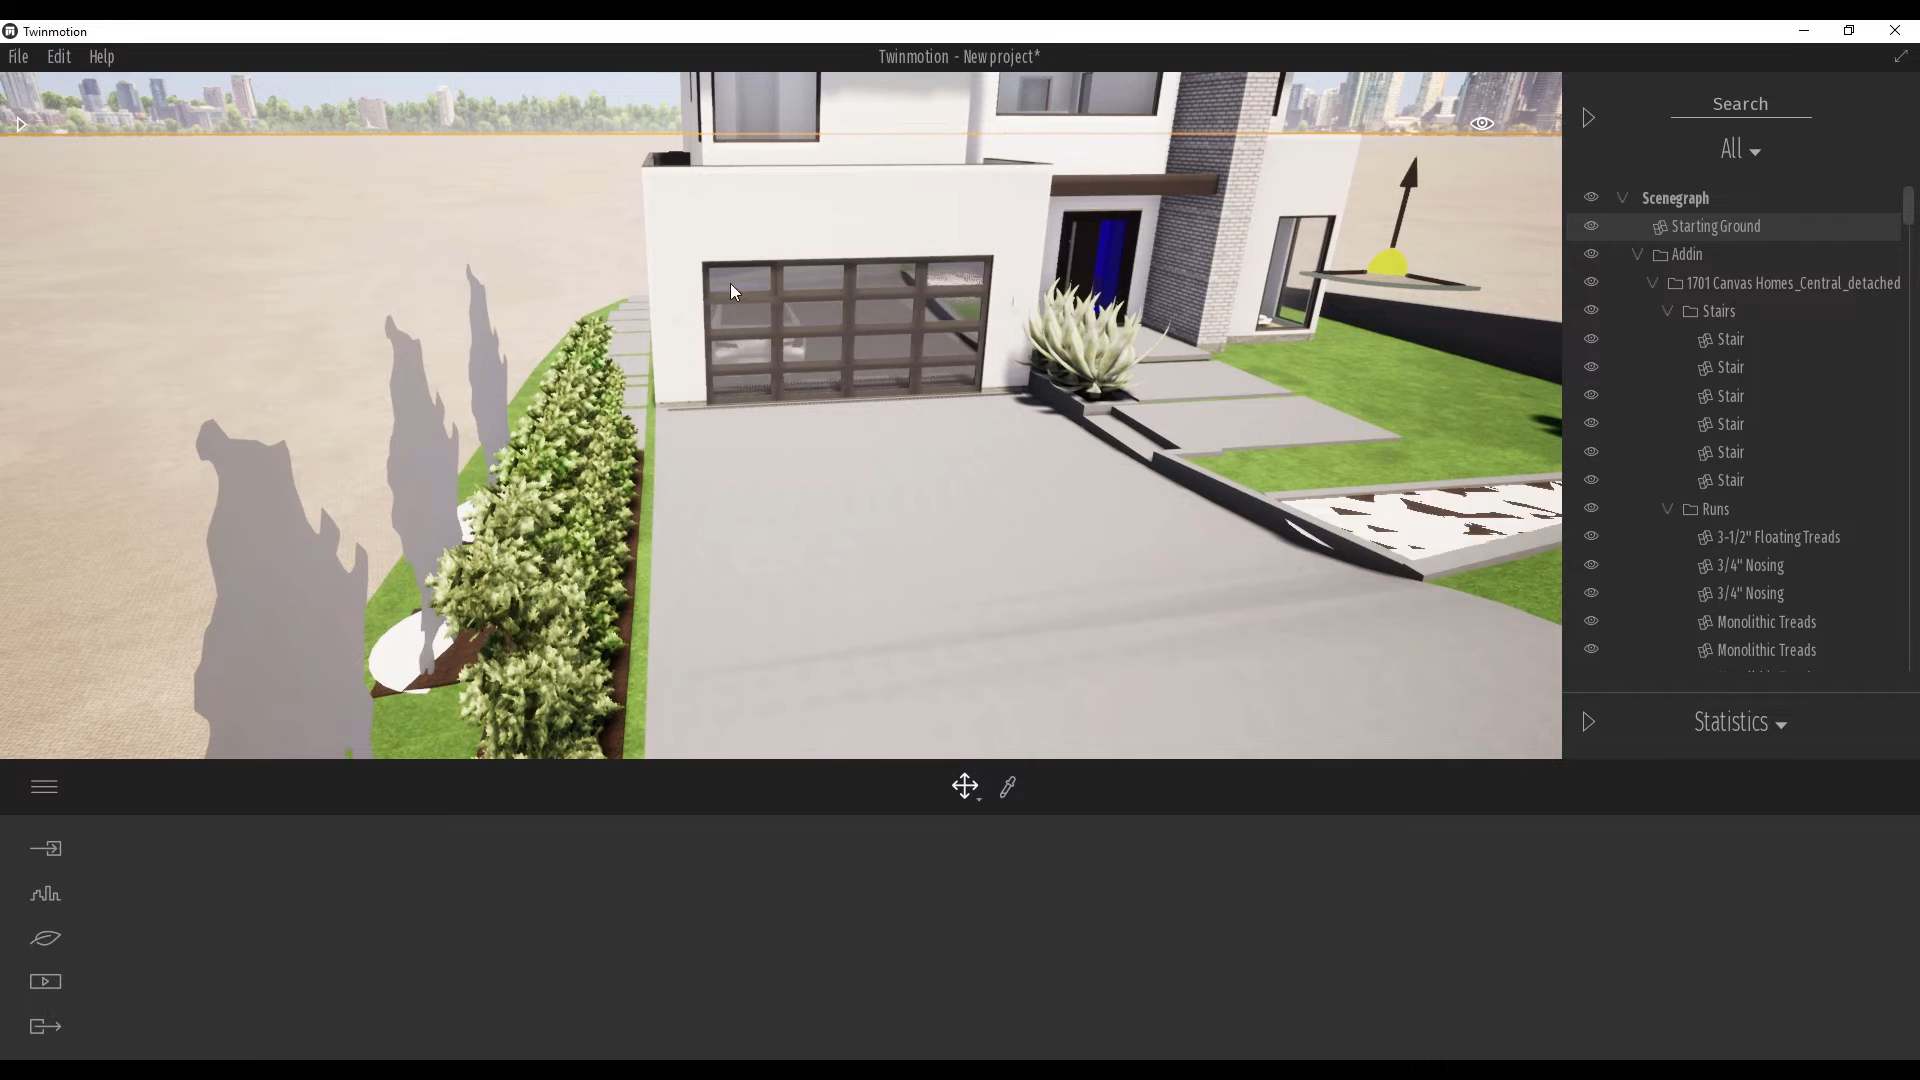 Twinmotion
File Edit Help
Twinmotion - New project*
Search
All
Scenegraph
Starting Ground
Addin
1701 Canvas Homes_Central_detached
Stairs
Stair
Stair
Stair
Stair
Stair
Stair
Runs
3-1/2" Floating Treads
3/4" Nosing
3/4" Nosing
Monolithic Treads
Monolithic Treads
Statistics